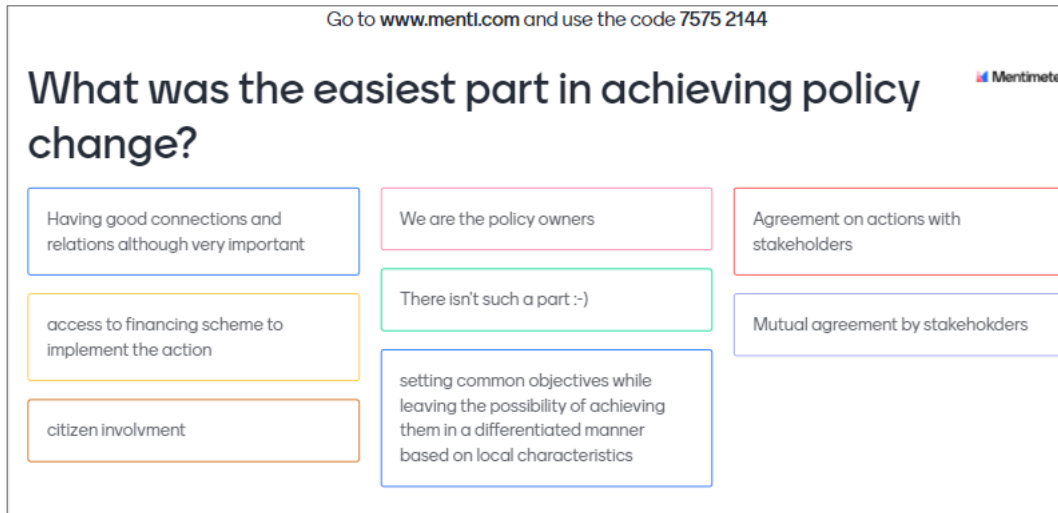 Go to www.menti.com and use the code 7575 2144
What was the easiest part in achieving policy
change?
Mentimete
Having good connections and
relations although very important
access to financing scheme to
implement the action
citizen involvment
We are the policy owners
There isn't such a part :-)
setting common objectives while
leaving the possibility of achieving
them in a differentiated manner
based on local characteristics
Agreement on actions with
stakeholders
Mutual agreement by stakehokders